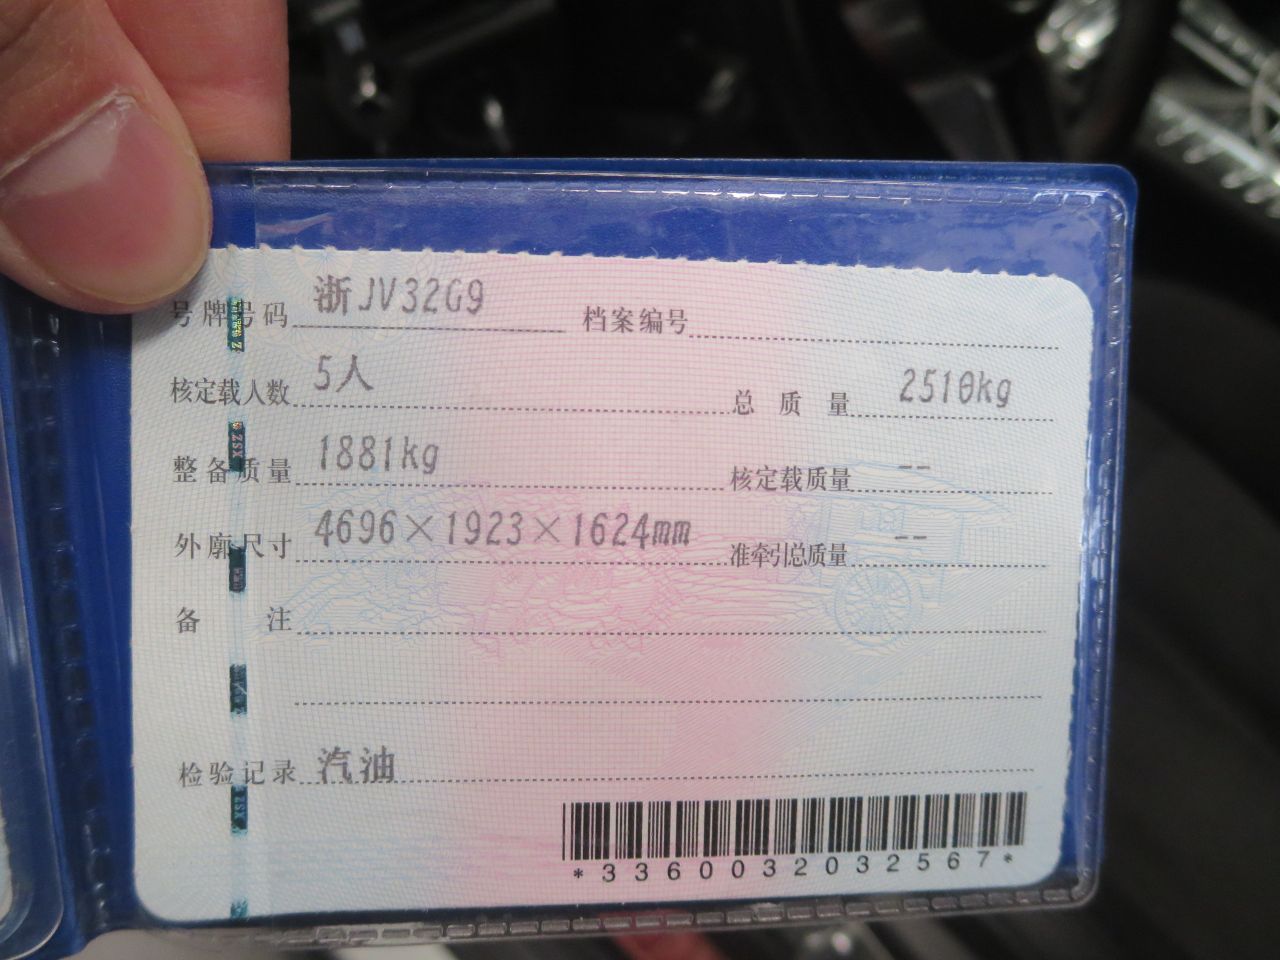 号牌号码 浙JV32G9 档案编号
核定载人数 5人 总质量 2510kg
整备质量 1881kg 核定载质量 --
外廓尺寸 4696×1923×1624mm 准牵引总质量 --
备注
检验记录 汽油
*3360032032567*